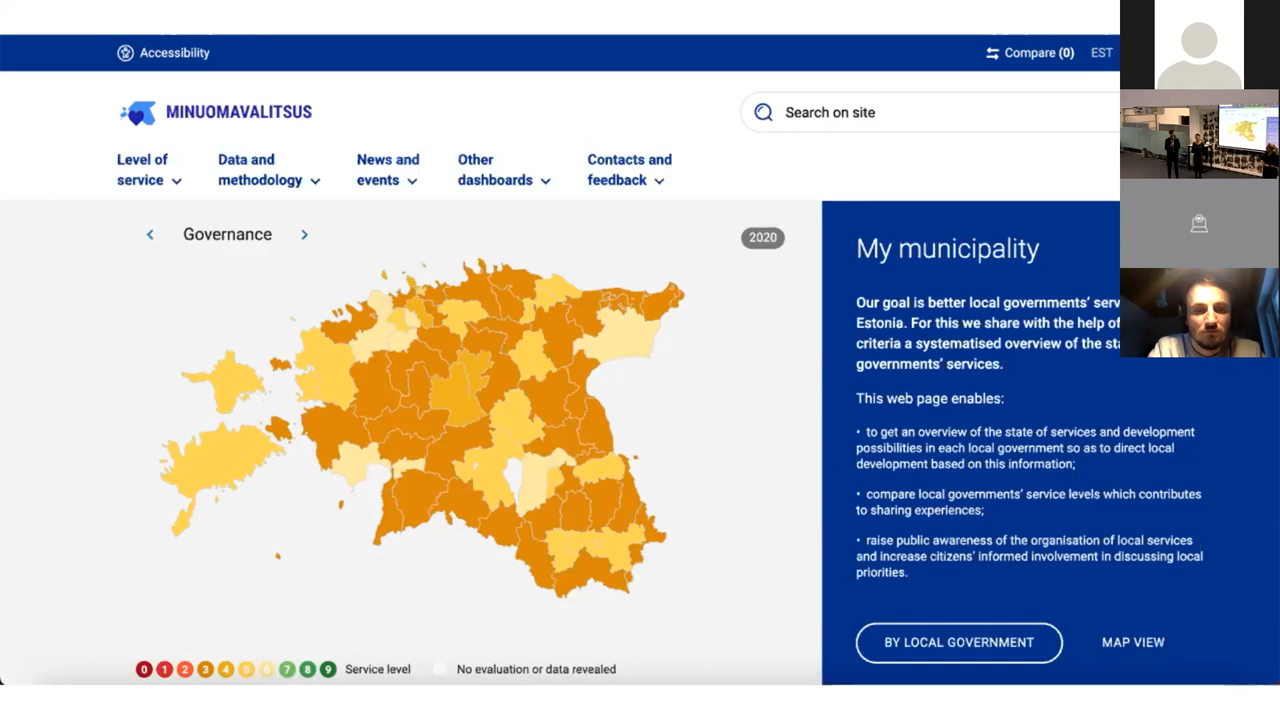 Accessibility
Compare (0) EST
MINUOMAVALITSUS
Search on site
Level of
service
Data and
methodology
News and
events
Other
dashboards
Contacts and
feedback
Governance
2020
My municipality
Our goal is better local governments’ serv
Estonia. For this we share with the help of
criteria a systematised overview of the sta
governments’ services.
This web page enables:
• to get an overview of the state of services and development
possibilities in each local government so as to direct local
development based on this information;
• compare local governments’ service levels which contributes
to sharing experiences;
• raise public awareness of the organisation of local services
and increase citizens’ informed involvement in discussing local
priorities.
BY LOCAL GOVERNMENT MAP VIEW
0 1 2 3 4 5 6 7 8 9 Service level No evaluation or data revealed